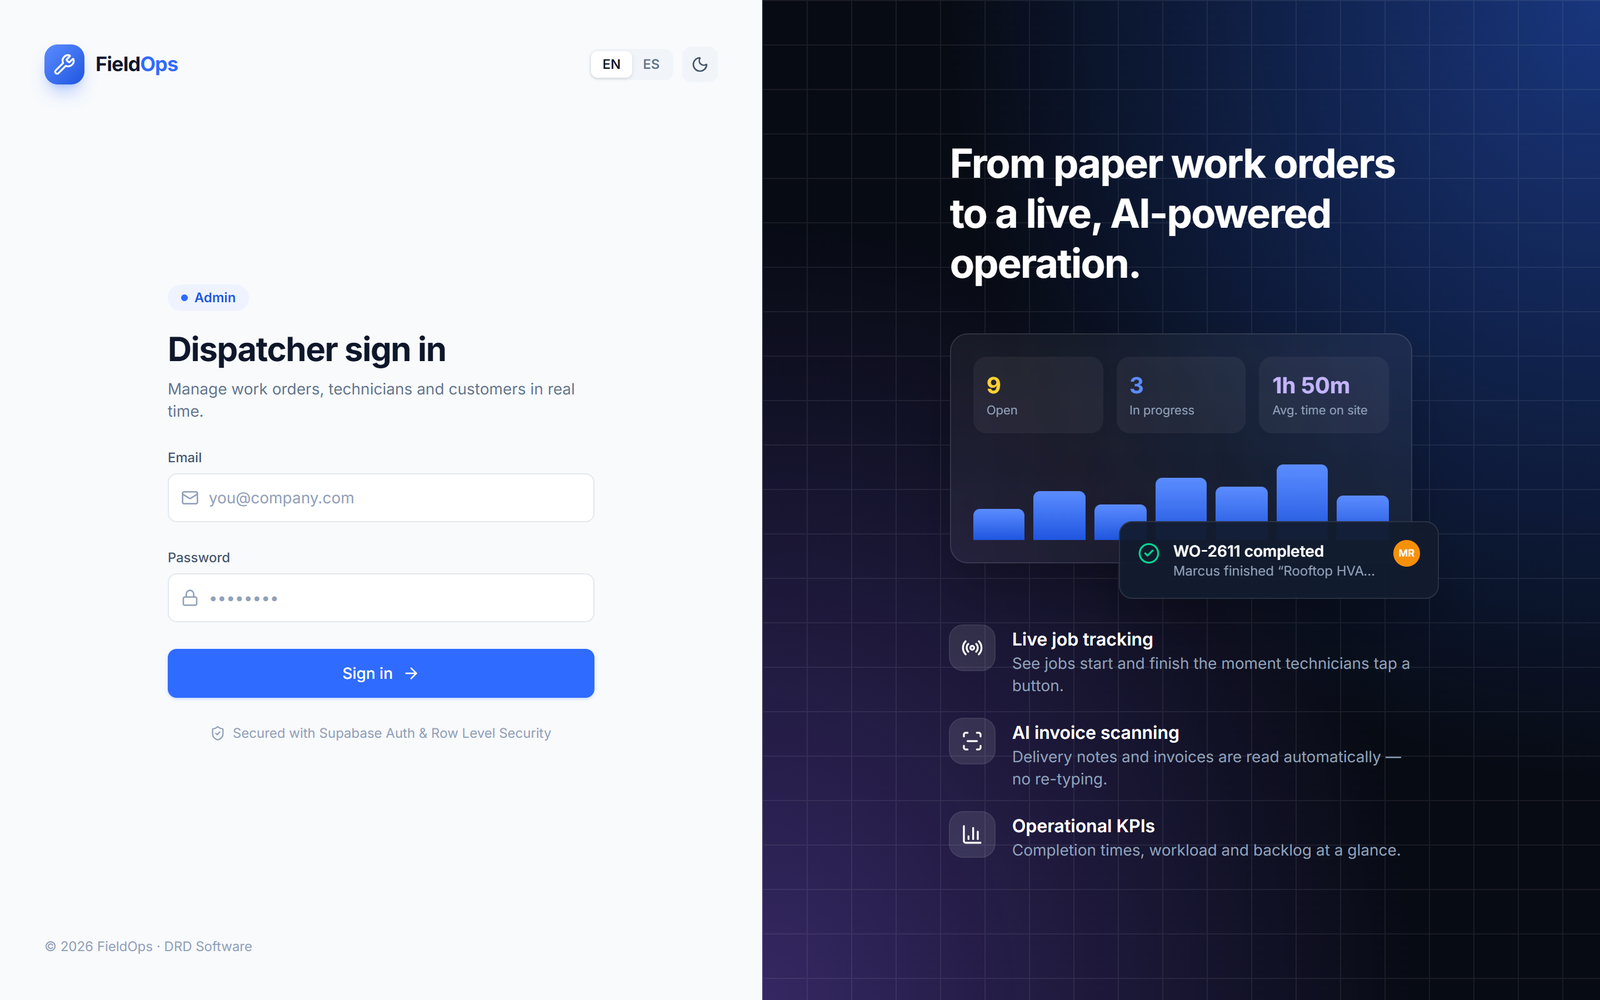 FieldOps
EN ES
Admin
Dispatcher sign in
Manage work orders, technicians and customers in real
time.
Email
you@company.com
Password
••••••••
Sign in
Secured with Supabase Auth & Row Level Security
© 2026 FieldOps · DRD Software
From paper work orders
to a live, AI-powered
operation.
9
Open
3
In progress
1h 50m
Avg. time on site
WO-2611 completed
Marcus finished “Rooftop HVA...
MR
Live job tracking
See jobs start and finish the moment technicians tap a
button.
AI invoice scanning
Delivery notes and invoices are read automatically —
no re-typing.
Operational KPIs
Completion times, workload and backlog at a glance.